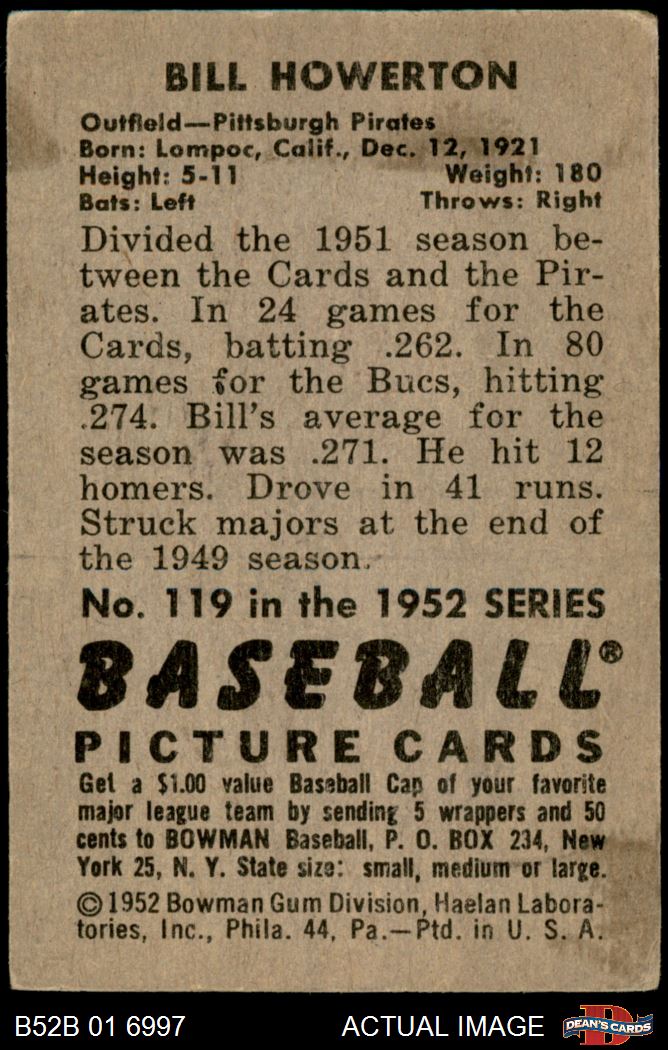 BILL HOWERTON
Outfield—Pittsburgh Pirates
Born: Lompoc, Calif., Dec. 12, 1921
Height: 5-11 Weight: 180
Bats: Left Throws: Right
Divided the 1951 season be-
tween the Cards and the Pir-
ates. In 24 games for the
Cards, batting .262. In 80
games for the Bucs, hitting
.274. Bill's average for the
season was .271. He hit 12
homers. Drove in 41 runs.
Struck majors at the end of
the 1949 season.
No. 119 in the 1952 SERIES
BASEBALL®
PICTURE CARDS
Get a $1.00 value Baseball Cap of your favorite
major league team by sending 5 wrappers and 50
cents to BOWMAN Baseball, P. O. BOX 234, New
York 25, N. Y. State size: small, medium or large.
©1952 Bowman Gum Division, Haelan Labora-
tories, Inc., Phila. 44, Pa.—Ptd. in U. S. A.
B52B 01 6997 ACTUAL IMAGE D DEAN'S CARDS